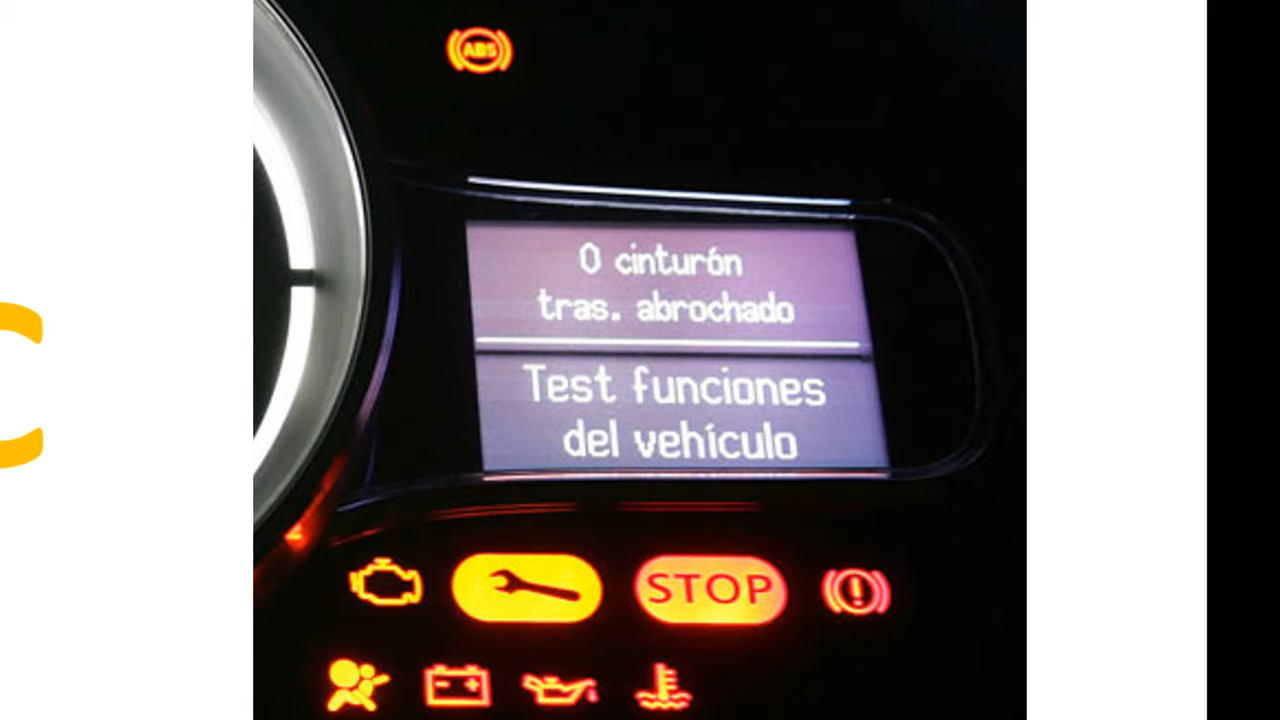 C
ABS
0 cinturón
tras. abrochado
Test funciones
del vehículo
STOP